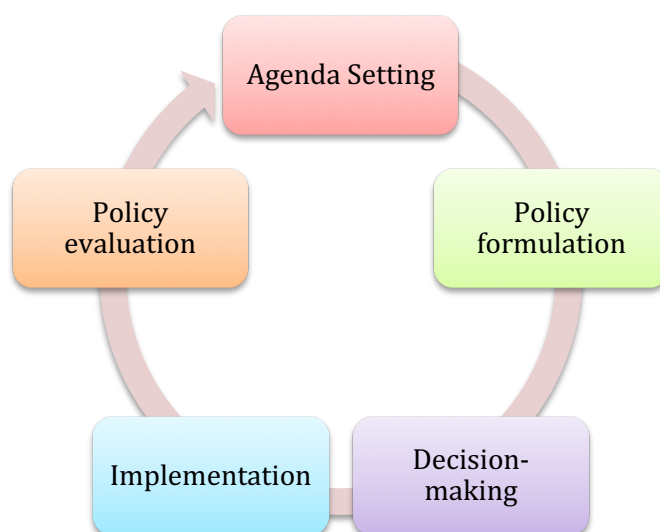 Agenda Setting
Policy
formulation
Decision-
making
Implementation
Policy
evaluation